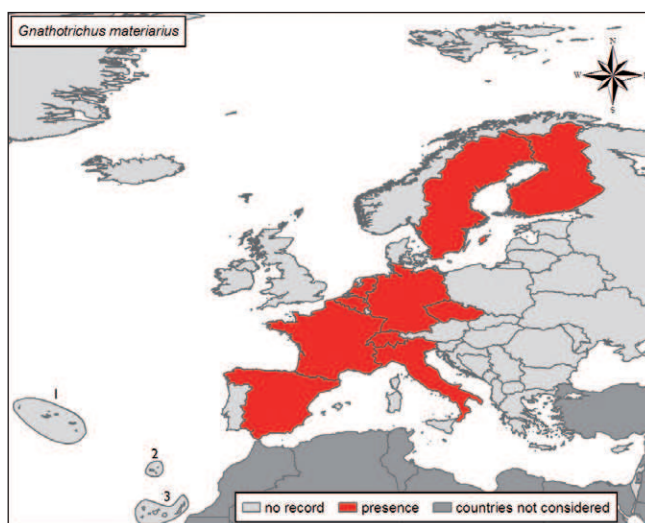 Gnathotrichus materiarius
N
W
S
1
2
3
no record presence countries not considered